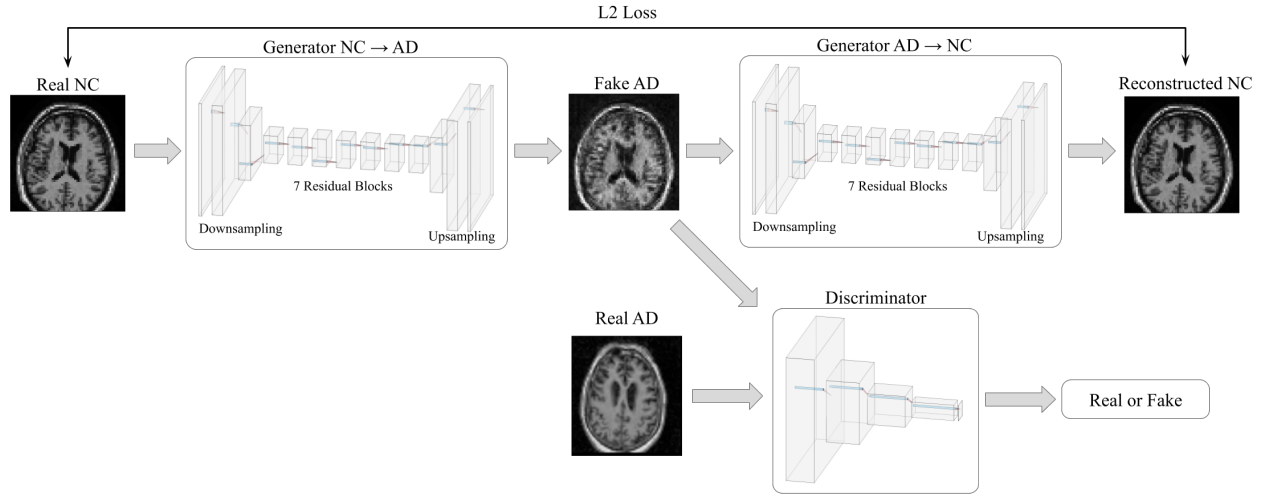 L2 Loss
Generator NC → AD
Generator AD → NC
Real NC
Fake AD
Reconstructed NC
7 Residual Blocks
7 Residual Blocks
Downsampling
Upsampling
Downsampling
Upsampling
Discriminator
Real AD
Real or Fake